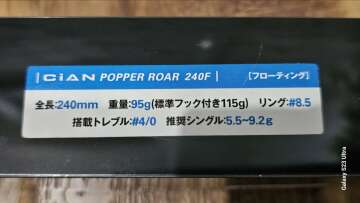 CiAN POPPER ROAR 240F [フローティング]
全長:240mm 重量:95g(標準フック付き115g) リング:#8.5
搭載トレブル:#4/0 推奨シングル:5.5~9.2g
Galaxy S23 Ultra